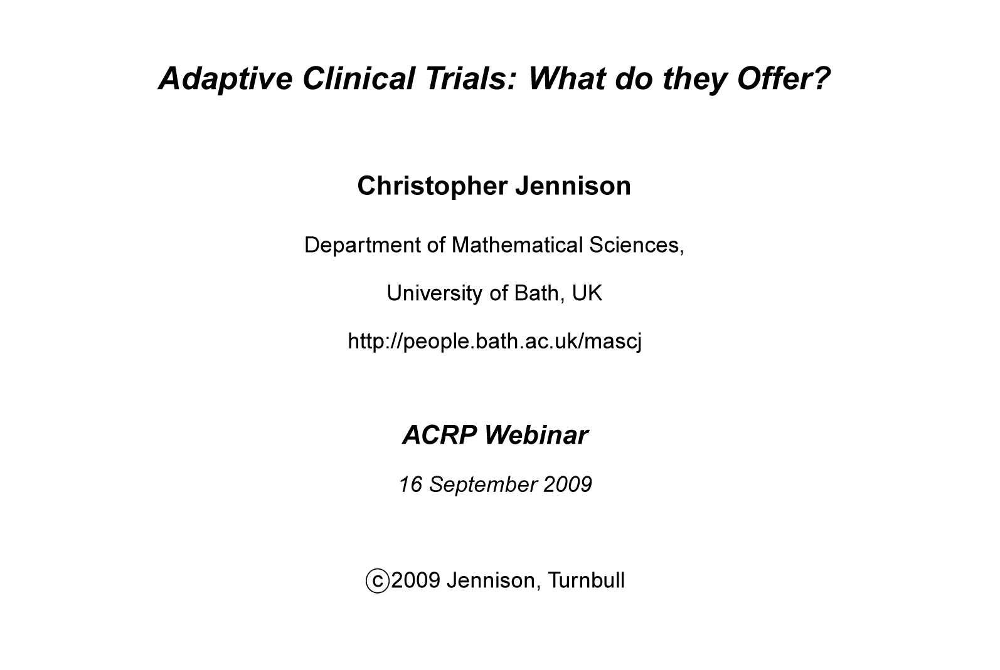 Adaptive Clinical Trials: What do they Offer?
Christopher Jennison
Department of Mathematical Sciences,
University of Bath, UK
http://people.bath.ac.uk/mascj
ACRP Webinar
16 September 2009
©2009 Jennison, Turnbull